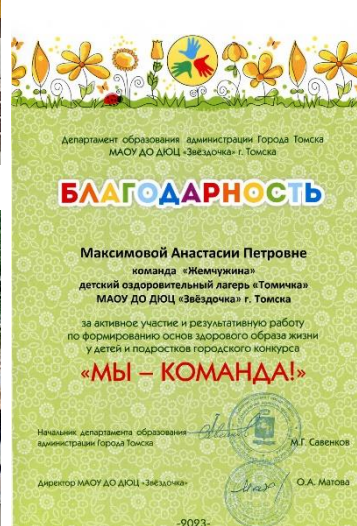 Департамент образования администрации Города Томска
МАОУ ДО ДЮЦ «Звёздочка» г. Томска
БЛАГОДАРНОСТЬ
Максимовой Анастасии Петровне
команда «Жемчужина»
детский оздоровительный лагерь «Томичка»
МАОУ ДО ДЮЦ «Звёздочка» г. Томска
за активное участие и результативную работу
по формированию основ здорового образа жизни
у детей и подростков городского конкурса
«МЫ – КОМАНДА!»
Начальник департамента образования
администрации Города Томска
М.Г. Савенков
Директор МАОУ ДО ДЮЦ «Звёздочка»
О.А. Матова
-2023-